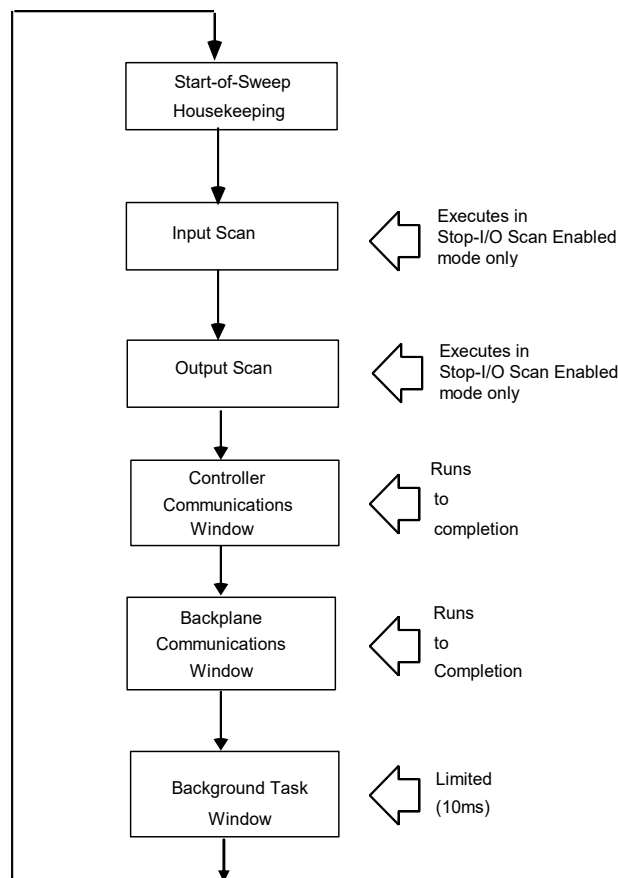 Start-of-Sweep
Housekeeping
Input Scan
Executes in
Stop-I/O Scan Enabled
mode only
Output Scan
Executes in
Stop-I/O Scan Enabled
mode only
Controller
Communications
Window
Runs
to
completion
Backplane
Communications
Window
Runs
to
Completion
Background Task
Window
Limited
(10ms)